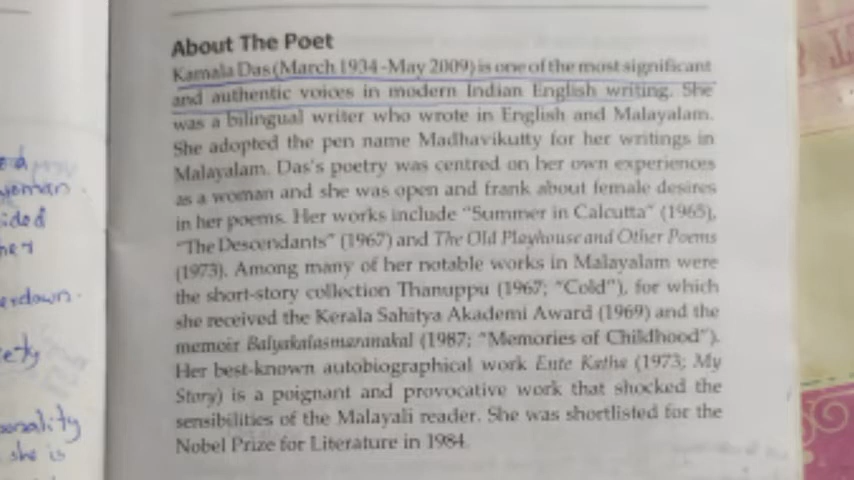 About The Poet
Kamala Das (March 1934 - May 2009) is one of the most significant
and authentic voices in modern Indian English writing. She
was a bilingual writer who wrote in English and Malayalam.
She adopted the pen name Madhavikutty for her writings in
Malayalam. Das's poetry was centred on her own experiences
as a woman and she was open and frank about female desires
in her poems. Her works include "Summer in Calcutta" (1965),
"The Descendants" (1967) and The Old Playhouse and Other Poems
(1973). Among many of her notable works in Malayalam were
the short-story collection Thanuppu (1967; "Cold"), for which
she received the Kerala Sahitya Akademi Award (1969) and the
memoir Balyakalasmaranakal (1987; "Memories of Childhood").
Her best-known autobiographical work Ente Katha (1973; My
Story) is a poignant and provocative work that shocked the
sensibilities of the Malayali reader. She was shortlisted for the
Nobel Prize for Literature in 1984.
woman
her
she is